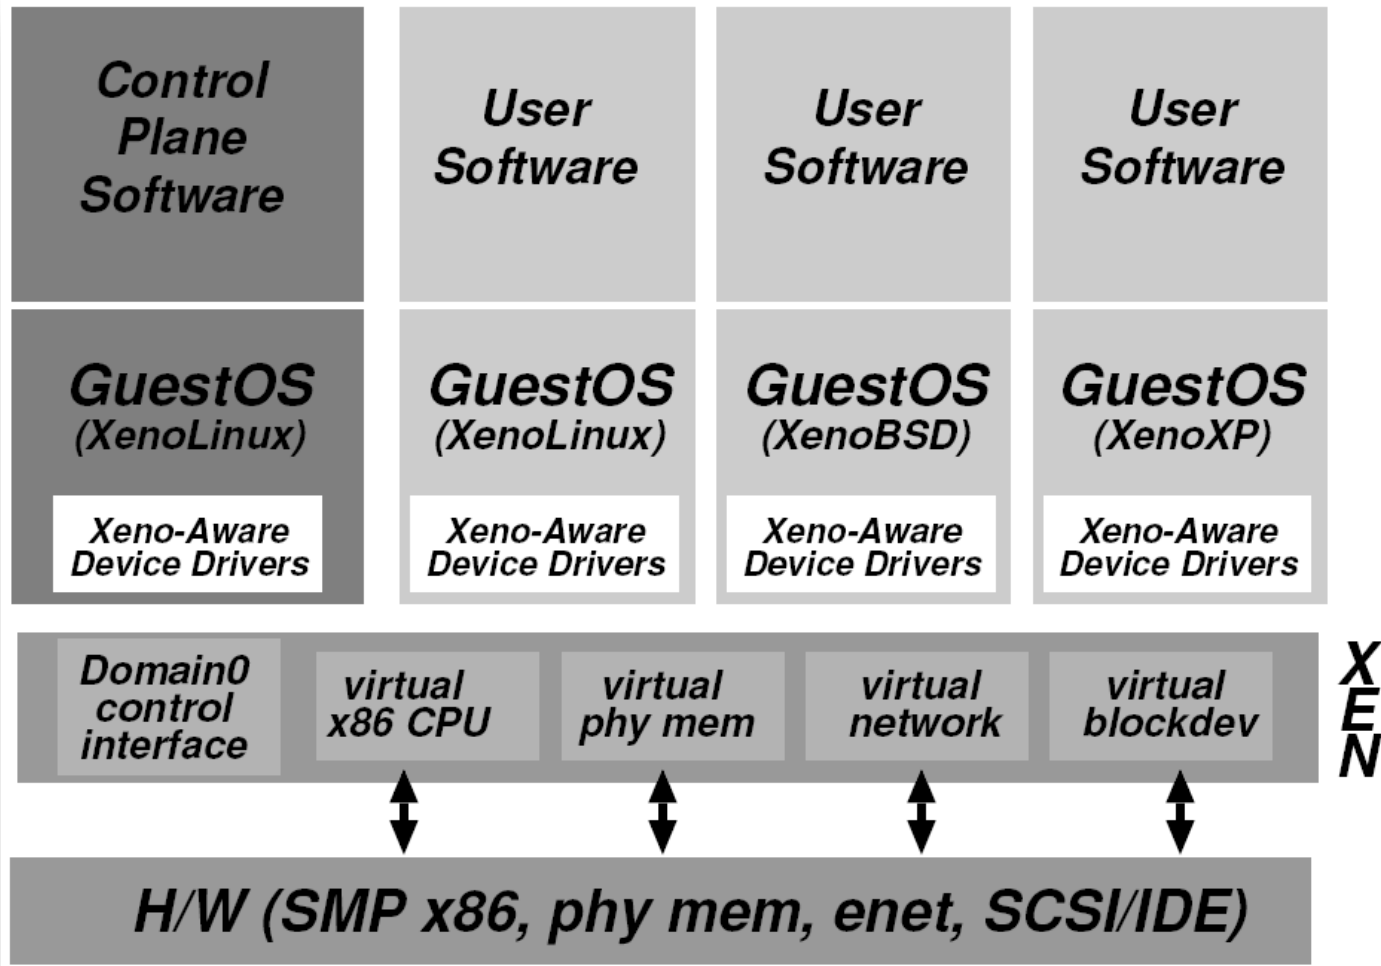 Control
Plane
Software
User
Software
User
Software
User
Software
GuestOS
(XenoLinux)
GuestOS
(XenoLinux)
GuestOS
(XenoBSD)
GuestOS
(XenoXP)
Xeno-Aware
Device Drivers
Xeno-Aware
Device Drivers
Xeno-Aware
Device Drivers
Xeno-Aware
Device Drivers
Domain0
control
interface
virtual
x86 CPU
virtual
phy mem
virtual
network
virtual
blockdev
XEN
H/W (SMP x86, phy mem, enet, SCSI/IDE)